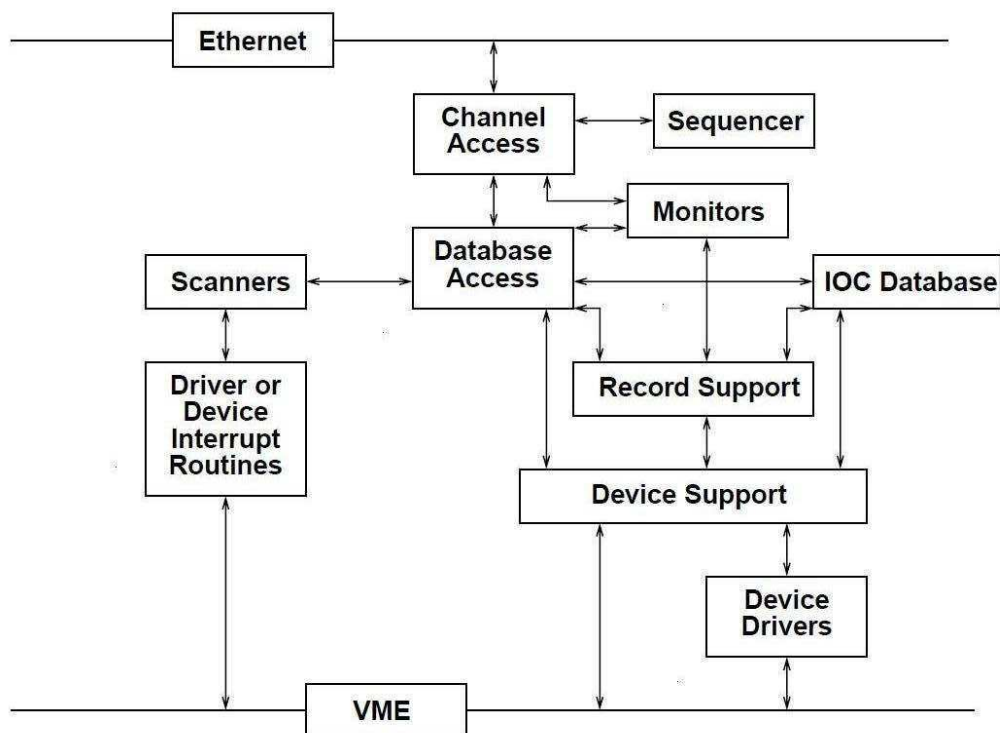 Ethernet
Channel
Access
Sequencer
Monitors
Database
Access
Scanners
IOC Database
Driver or
Device
Interrupt
Routines
Record Support
Device Support
Device
Drivers
VME